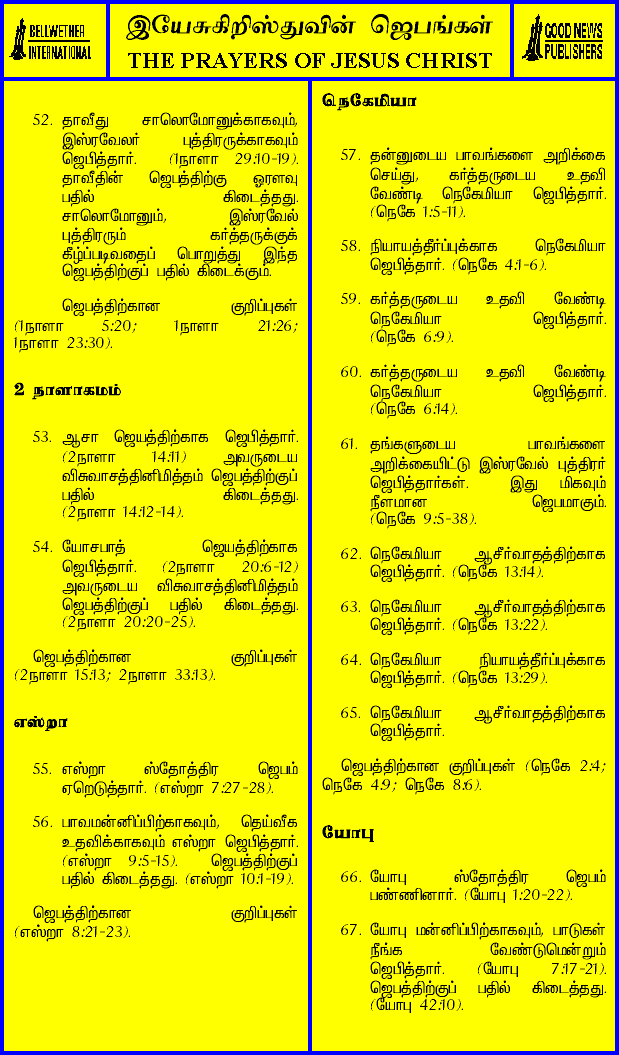 BELLWETHER
INTERNATIONAL
இயேசுகிறிஸ்துவின் ஜெபங்கள்
THE PRAYERS OF JESUS CHRIST
GOOD NEWS
PUBLISHERS
52. தாவீது சாலொமோனுக்காகவும்,
இஸ்ரவேலர் புத்திரருக்காகவும்
ஜெபித்தார். (1நாளா 29:10-19).
தாவீதின் ஜெபத்திற்கு ஓரளவு
பதில் கிடைத்தது.
சாலொமோனும், இஸ்ரவேல்
புத்திரரும் கர்த்தருக்குக்
கீழ்ப்படிவதைப் பொறுத்து இந்த
ஜெபத்திற்குப் பதில் கிடைக்கும்.
ஜெபத்திற்கான குறிப்புகள்
(1நாளா 5:20; 1நாளா 21:26;
1நாளா 23:30).
2 நாளாகமம்
53. ஆசா ஜெயத்திற்காக ஜெபித்தார்.
(2நாளா 14:11) அவருடைய
விசுவாசத்தினிமித்தம் ஜெபத்திற்குப்
பதில் கிடைத்தது.
(2நாளா 14:12-14).
54. யோசபாத் ஜெயத்திற்காக
ஜெபித்தார். (2நாளா 20:6-12)
அவருடைய விசுவாசத்தினிமித்தம்
ஜெபத்திற்குப் பதில் கிடைத்தது.
(2நாளா 20:20-25).
ஜெபத்திற்கான குறிப்புகள்
(2நாளா 15:13; 2நாளா 33:13).
எஸ்றா
55. எஸ்றா ஸ்தோத்திர ஜெபம்
ஏறெடுத்தார். (எஸ்றா 7:27-28).
56. பாவமன்னிப்பிற்காகவும், தெய்வீக
உதவிக்காகவும் எஸ்றா ஜெபித்தார்.
(எஸ்றா 9:5-15). ஜெபத்திற்குப்
பதில் கிடைத்தது. (எஸ்றா 10:1-19).
ஜெபத்திற்கான குறிப்புகள்
(எஸ்றா 8:21-23).
நெகேமியா
57. தன்னுடைய பாவங்களை அறிக்கை
செய்து, கர்த்தருடைய உதவி
வேண்டி நெகேமியா ஜெபித்தார்.
(நெகே 1:5-11).
58. நியாயத்தீர்ப்புக்காக நெகேமியா
ஜெபித்தார். (நெகே 4:1-6).
59. கர்த்தருடைய உதவி வேண்டி
நெகேமியா ஜெபித்தார்.
(நெகே 6:9).
60. கர்த்தருடைய உதவி வேண்டி
நெகேமியா ஜெபித்தார்.
(நெகே 6:14).
61. தங்களுடைய பாவங்களை
அறிக்கையிட்டு இஸ்ரவேல் புத்திரர்
ஜெபித்தார்கள். இது மிகவும்
நீளமான ஜெபமாகும்.
(நெகே 9:5-38).
62. நெகேமியா ஆசீர்வாதத்திற்காக
ஜெபித்தார். (நெகே 13:14).
63. நெகேமியா ஆசீர்வாதத்திற்காக
ஜெபித்தார். (நெகே 13:22).
64. நெகேமியா நியாயத்தீர்ப்புக்காக
ஜெபித்தார். (நெகே 13:29).
65. நெகேமியா ஆசீர்வாதத்திற்காக
ஜெபித்தார்.
ஜெபத்திற்கான குறிப்புகள் (நெகே 2:4;
நெகே 4:9; நெகே 8:6).
யோபு
66. யோபு ஸ்தோத்திர ஜெபம்
பண்ணினார். (யோபு 1:20-22).
67. யோபு மன்னிப்பிற்காகவும், பாடுகள்
நீங்க வேண்டுமென்றும்
ஜெபித்தார். (யோபு 7:17-21).
ஜெபத்திற்குப் பதில் கிடைத்தது.
(யோபு 42:10).